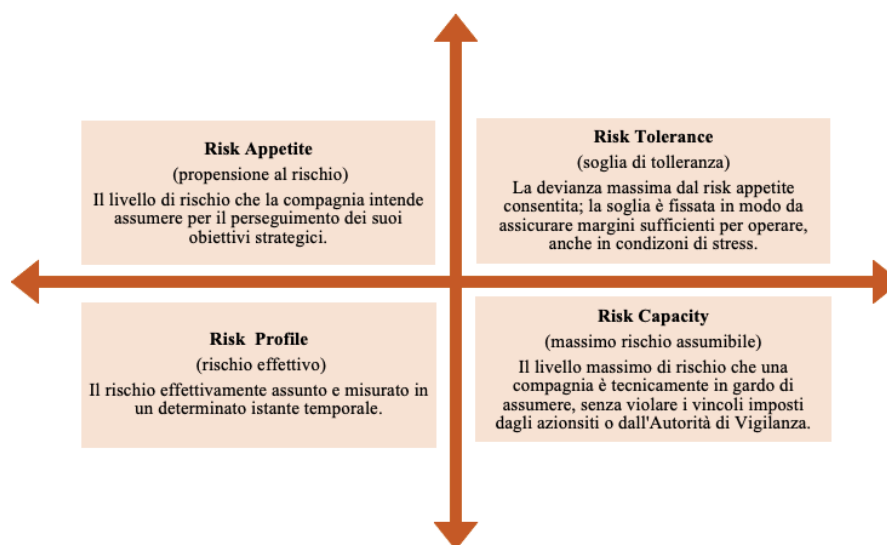 Risk Appetite
(propensione al rischio)
Il livello di rischio che la compagnia intende
assumere per il perseguimento dei suoi
obiettivi strategici.
Risk Tolerance
(soglia di tolleranza)
La devianza massima dal risk appetite
consentita; la soglia è fissata in modo da
assicurare margini sufficienti per operare,
anche in condizoni di stress.
Risk Profile
(rischio effettivo)
Il rischio effettivamente assunto e misurato in
un determinato istante temporale.
Risk Capacity
(massimo rischio assumibile)
Il livello massimo di rischio che una
compagnia è tecnicamente in gardo di
assumere, senza violare i vincoli imposti
dagli azionsiti o dall'Autorità di Vigilanza.